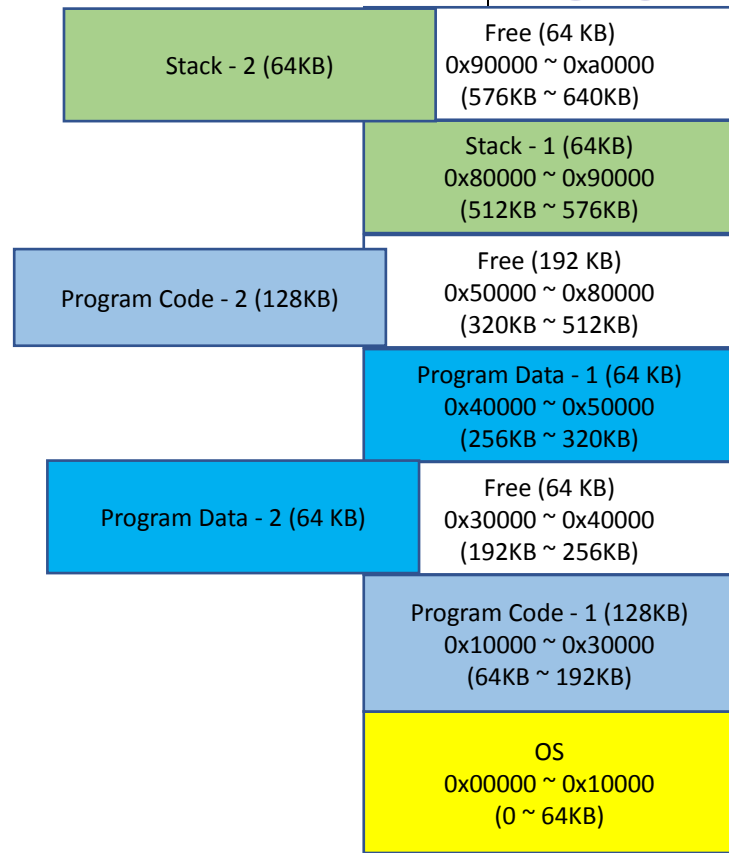 Stack - 2 (64KB)
Free (64 KB)
0x90000 ~ 0xa0000
(576KB ~ 640KB)
Stack - 1 (64KB)
0x80000 ~ 0x90000
(512KB ~ 576KB)
Program Code - 2 (128KB)
Free (192 KB)
0x50000 ~ 0x80000
(320KB ~ 512KB)
Program Data - 1 (64 KB)
0x40000 ~ 0x50000
(256KB ~ 320KB)
Program Data - 2 (64 KB)
Free (64 KB)
0x30000 ~ 0x40000
(192KB ~ 256KB)
Program Code - 1 (128KB)
0x10000 ~ 0x30000
(64KB ~ 192KB)
OS
0x00000 ~ 0x10000
(0 ~ 64KB)